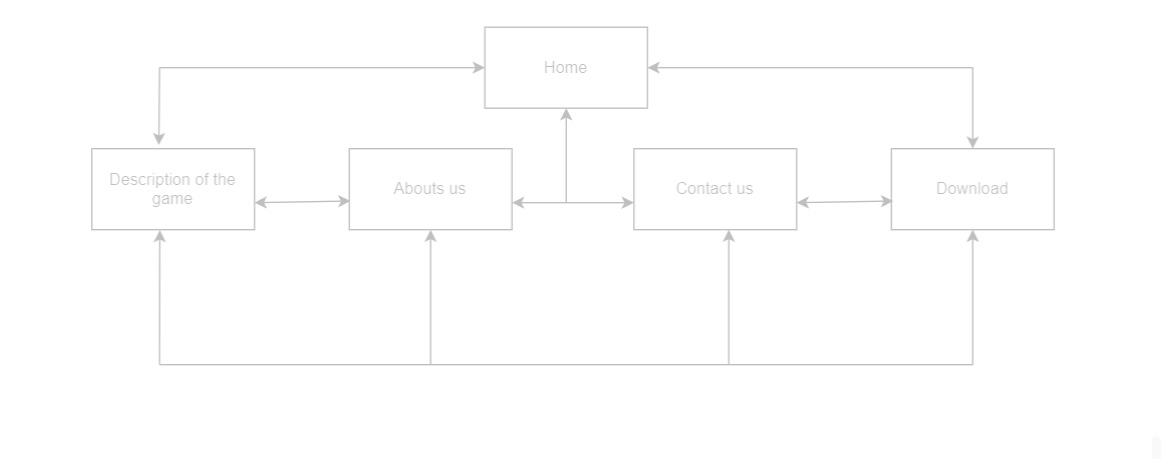 Home
Description of the
game
Abouts us
Contact us
Download